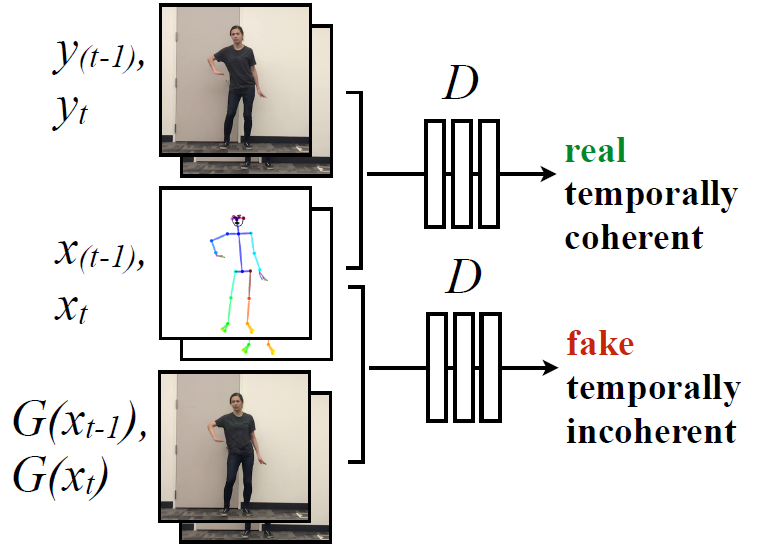 y(t-1),
yt
x(t-1),
xt
G(xt-1),
G(xt)
D
real
temporally
coherent
D
fake
temporally
incoherent